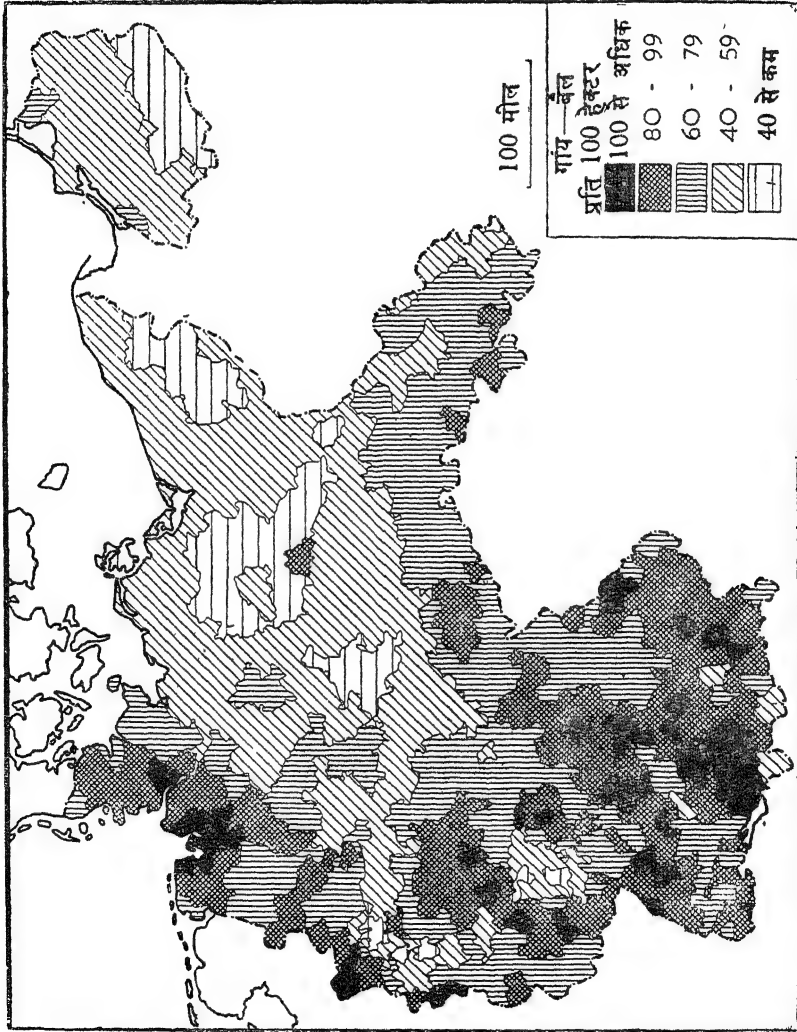 100 मील
गांय — बैल
प्रति 100 हेक्टर
100 से अधिक
80 - 99
60 - 79
40 - 59
40 से कम